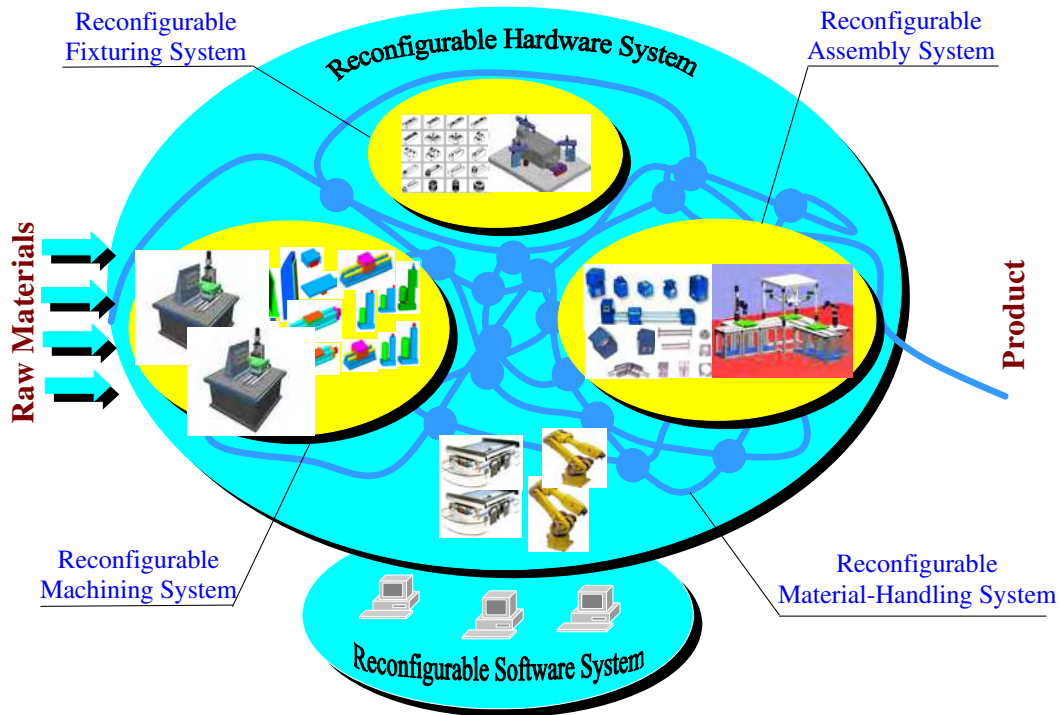 Reconfigurable
Fixturing System
Reconfigurable Hardware System
Reconfigurable
Assembly System
Raw Materials
Product
Reconfigurable
Machining System
Reconfigurable
Material-Handling System
Reconfigurable Software System